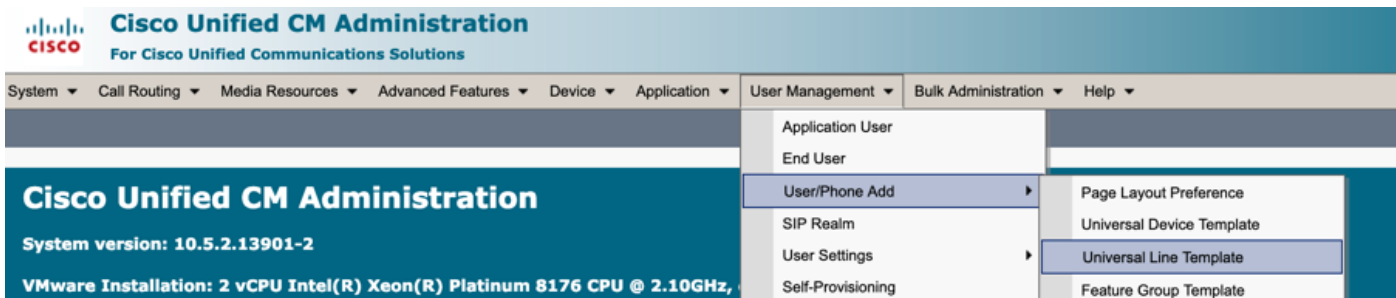 CISCO
Cisco Unified CM Administration
For Cisco Unified Communications Solutions
System Call Routing Media Resources Advanced Features Device Application User Management Bulk Administration Help
Application User
End User
User/Phone Add
SIP Realm
User Settings
Self-Provisioning
Page Layout Preference
Universal Device Template
Universal Line Template
Feature Group Template
Cisco Unified CM Administration
System version: 10.5.2.13901-2
VMware Installation: 2 vCPU Intel(R) Xeon(R) Platinum 8176 CPU @ 2.10GHz,